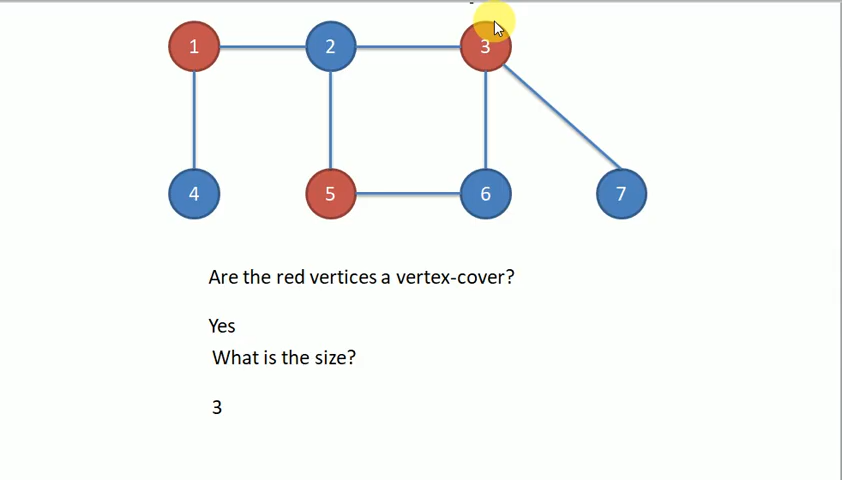 1 2 3
4 5 6 7
Are the red vertices a vertex-cover?
Yes
What is the size?
3